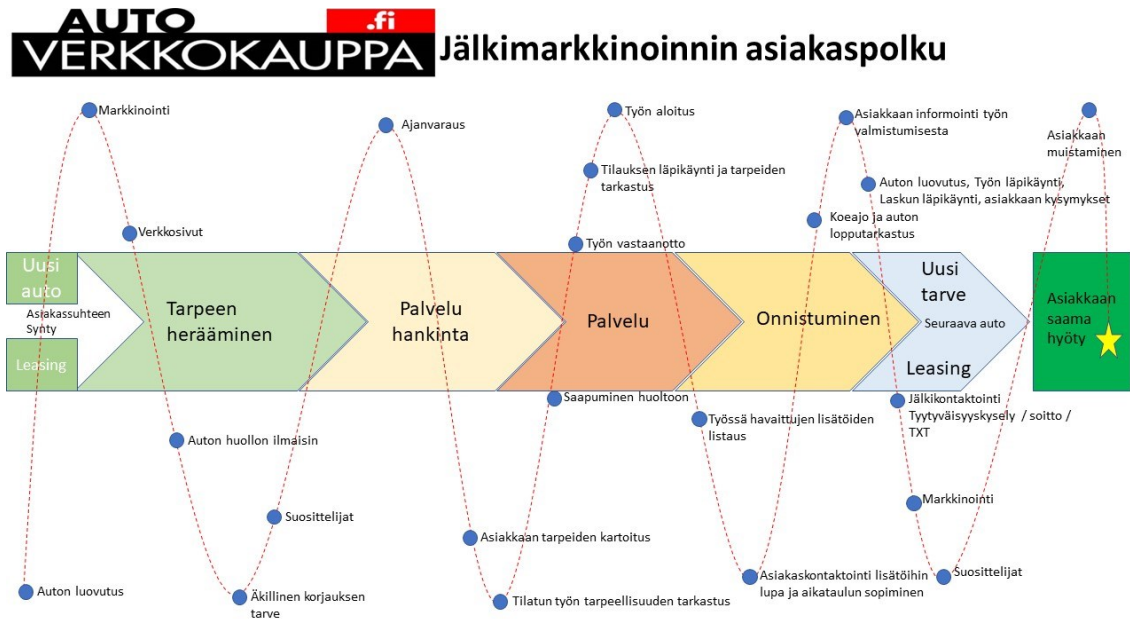 AUTO .fi
VERKKOKAUPPA
Jälkimarkkinoinnin asiakaspolku
Markkinointi
Ajanvaraus
Työn aloitus
Asiakkaan informointi työn
valmistumisesta
Asiakkaan
muistaminen
Tilauksen läpikäynti ja tarpeiden
tarkastus
Auton luovutus, Työn läpikäynti,
Laskun läpikäynti, asiakkaan kysymykset
Koeajo ja auton
lopputarkastus
Verkkosivut
Työn vastaanotto
Uusi
auto
Asiakassuhteen
Synty
Leasing
Tarpeen
herääminen
Palvelu
hankinta
Palvelu
Onnistuminen
Uusi
tarve
Seuraava auto
Leasing
Asiakkaan
saama
hyöty
Saapuminen huoltoon
Työssä havaittujen lisätöiden
listaus
Jälkikontaktointi
Tyytyväisyyskysely / soitto /
TXT
Auton huollon ilmaisin
Markkinointi
Suosittelijat
Asiakkaan tarpeiden kartoitus
Auton luovutus
Äkillinen korjauksen
tarve
Tilatun työn tarpeellisuuden tarkastus
Asiakaskontaktointi lisätöihin
lupa ja aikataulun sopiminen
Suosittelijat